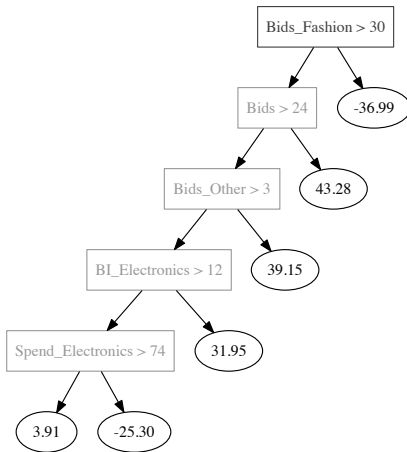 Bids_Fashion > 30
Bids > 24
-36.99
Bids_Other > 3
43.28
BI_Electronics > 12
39.15
Spend_Electronics > 74
31.95
3.91
-25.30